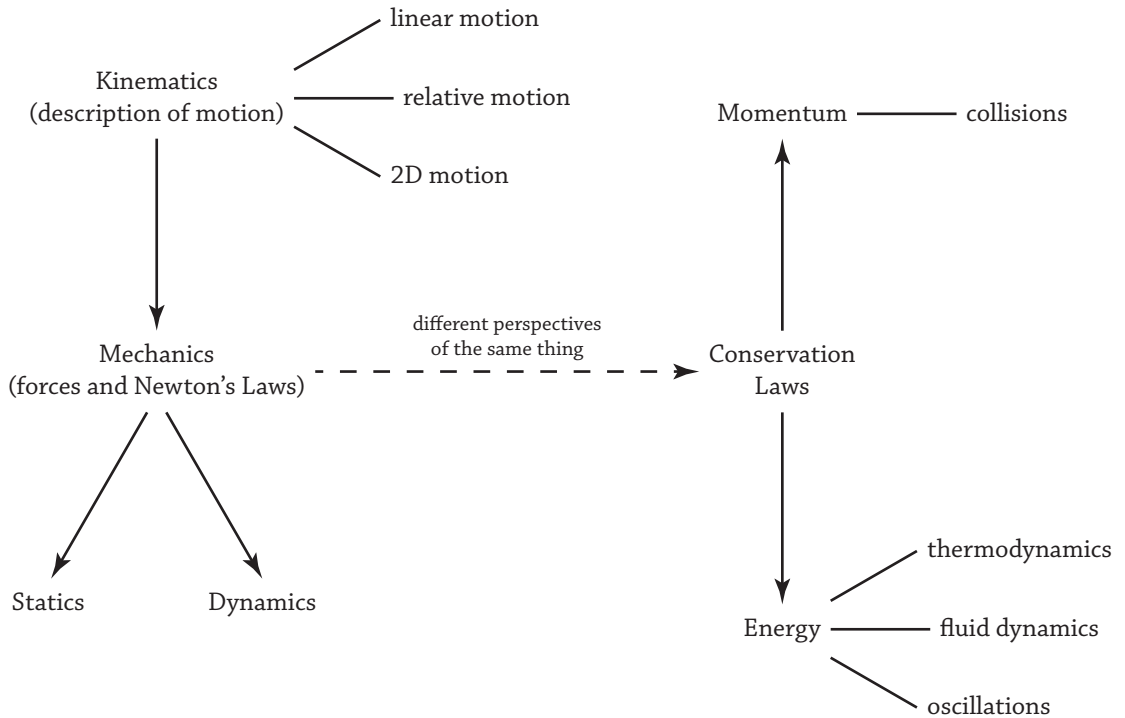 linear motion
Kinematics
(description of motion)
relative motion
2D motion
Momentum
collisions
different perspectives
of the same thing
Mechanics
(forces and Newton’s Laws)
Conservation
Laws
Statics
Dynamics
thermodynamics
Energy
fluid dynamics
oscillations